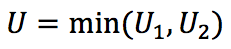 U = min(U₁, U₂)